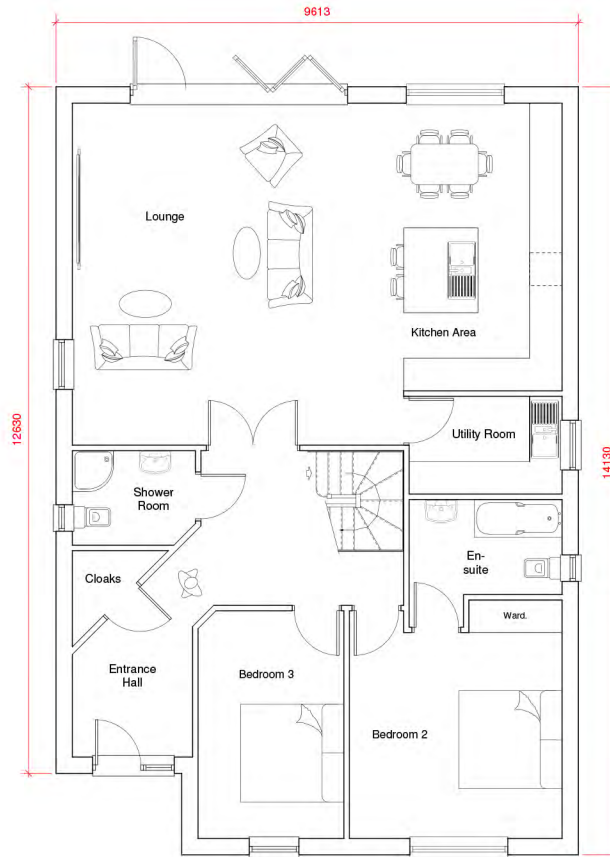 9613
Lounge
Kitchen Area
12630
14130
Utility Room
Shower
Room
En-
suite
Cloaks
Ward.
Entrance
Hall
Bedroom 3
Bedroom 2